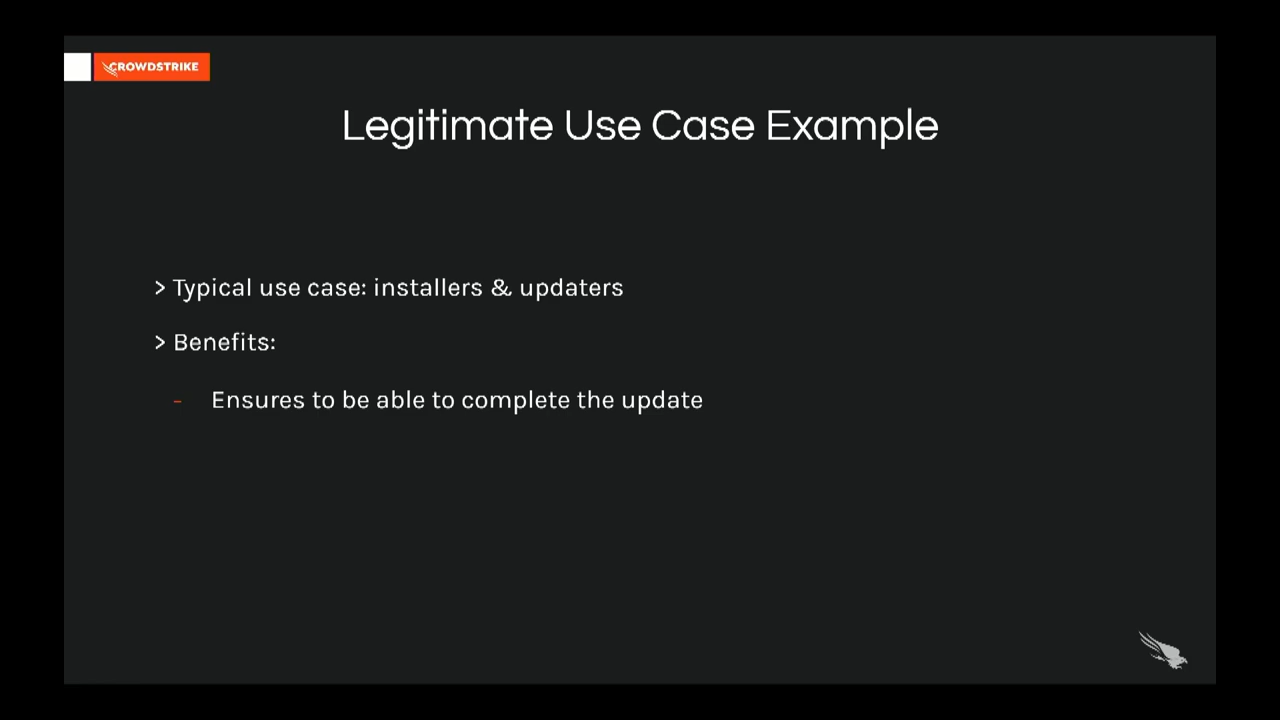 CROWDSTRIKE
Legitimate Use Case Example
> Typical use case: installers & updaters
> Benefits:
- Ensures to be able to complete the update